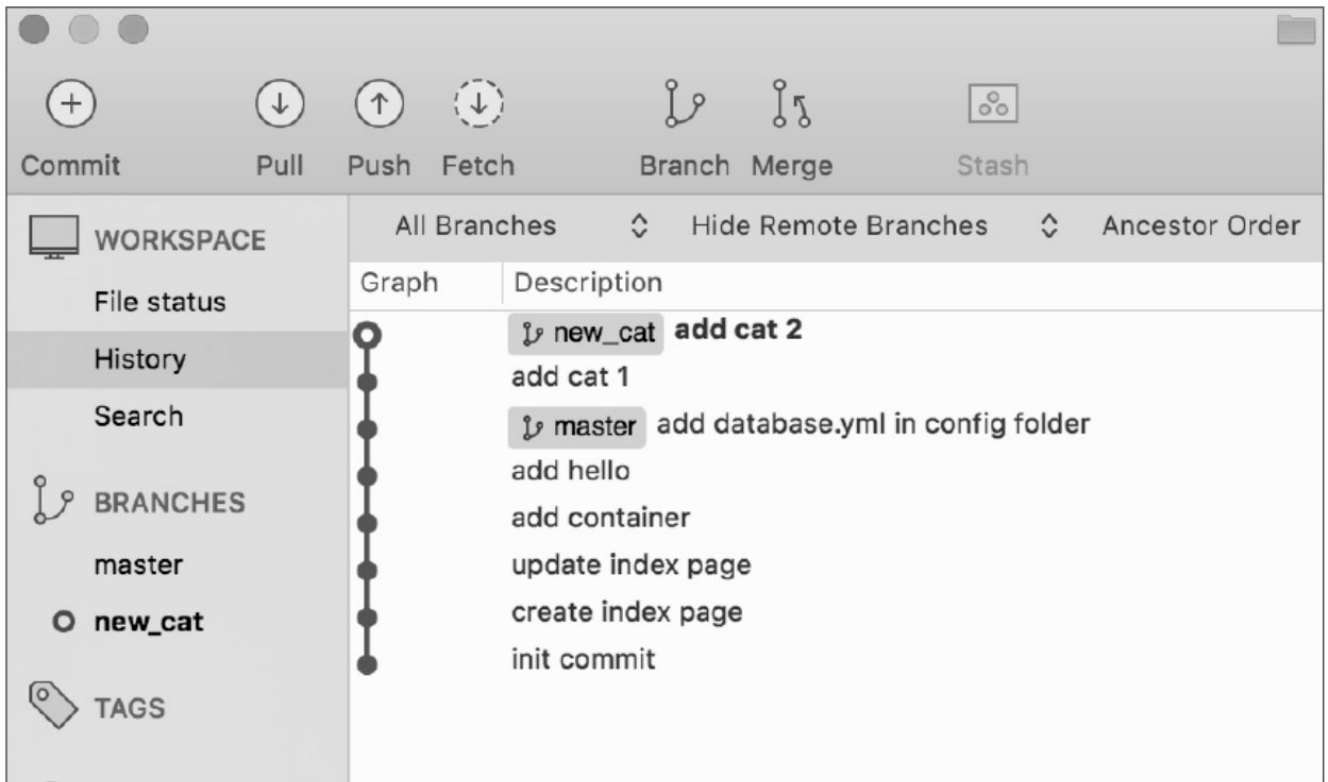 Commit Pull Push Fetch Branch Merge Stash
WORKSPACE
File status
History
Search
BRANCHES
master
new_cat
TAGS
All Branches Hide Remote Branches Ancestor Order
Graph Description
new_cat add cat 2
add cat 1
master add database.yml in config folder
add hello
add container
update index page
create index page
init commit